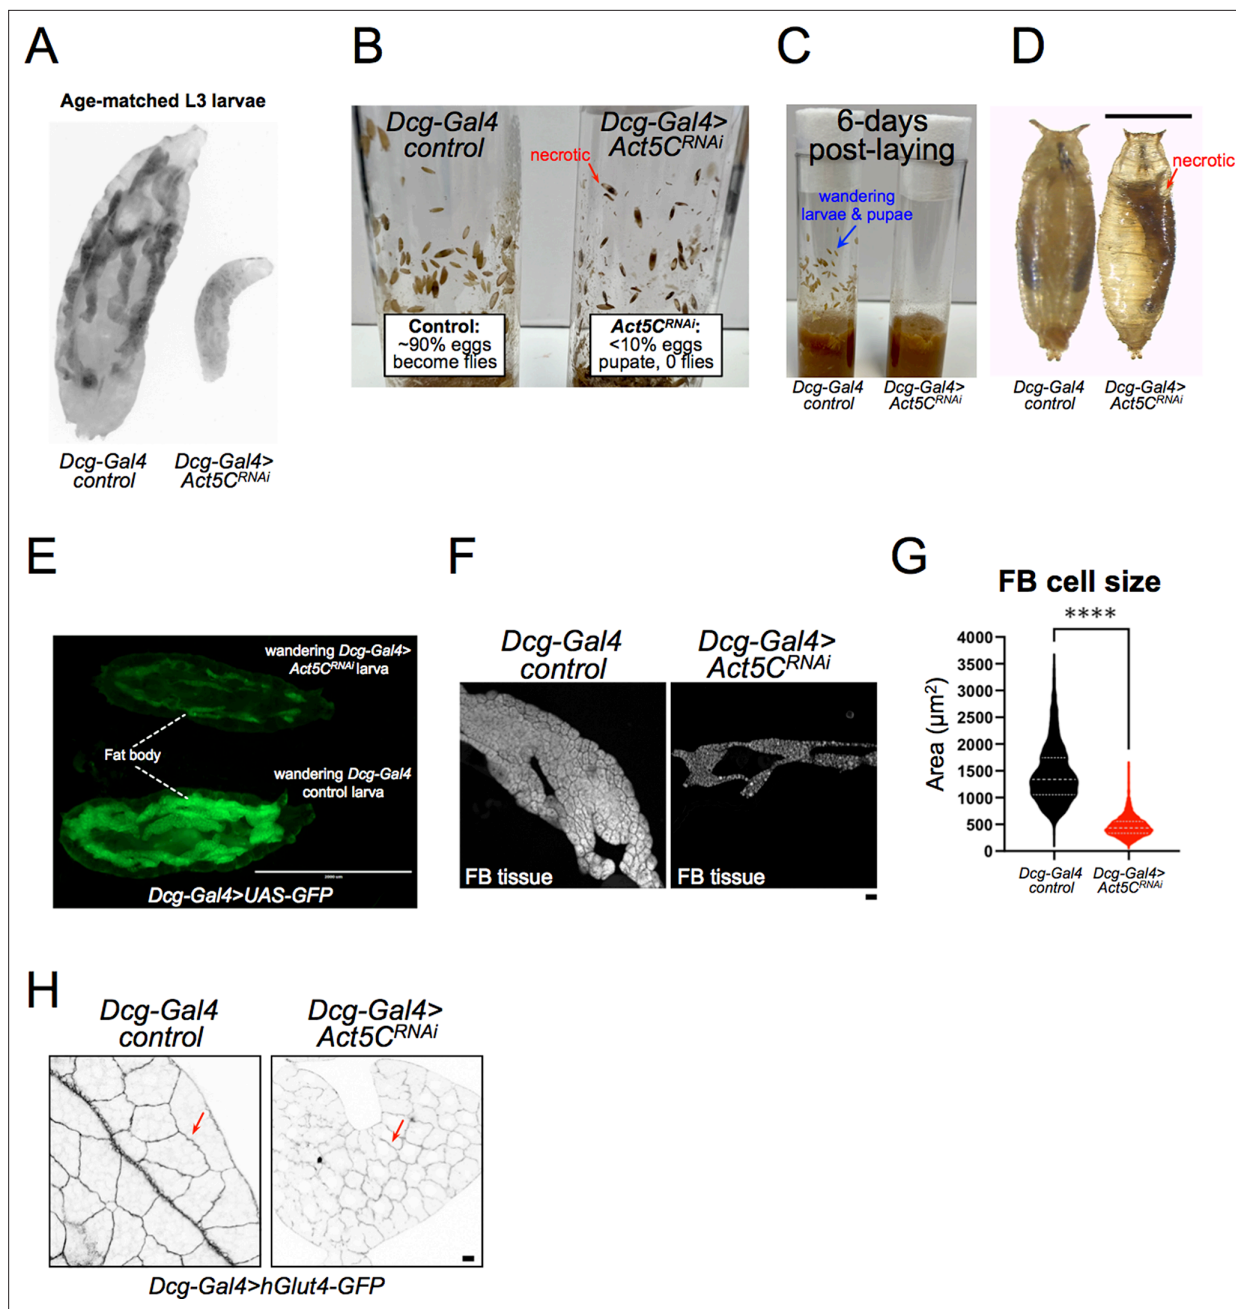 A
Age-matched L3 larvae
Dcg-Gal4
control
Dcg-Gal4>
Act5CRNAi
B
Dcg-Gal4
control
Dcg-Gal4>
Act5CRNAi
necrotic
Control:
~90% eggs
become flies
Act5CRNAi:
<10% eggs
pupate, 0 flies
C
6-days
post-laying
wandering
larvae & pupae
Dcg-Gal4
control
Dcg-Gal4>
Act5CRNAi
D
necrotic
Dcg-Gal4
control
Dcg-Gal4>
Act5CRNAi
E
wandering Dcg-Gal4>
Act5CRNAi larva
Fat body
wandering Dcg-Gal4
control larva
Dcg-Gal4>UAS-GFP
F
Dcg-Gal4
control
Dcg-Gal4>
Act5CRNAi
FB tissue
FB tissue
G
FB cell size
****
Area (µm2)
4000
3500
3000
2500
2000
1500
1000
500
0
Dcg-Gal4
control
Dcg-Gal4>
Act5CRNAi
H
Dcg-Gal4
control
Dcg-Gal4>
Act5CRNAi
Dcg-Gal4>hGlut4-GFP